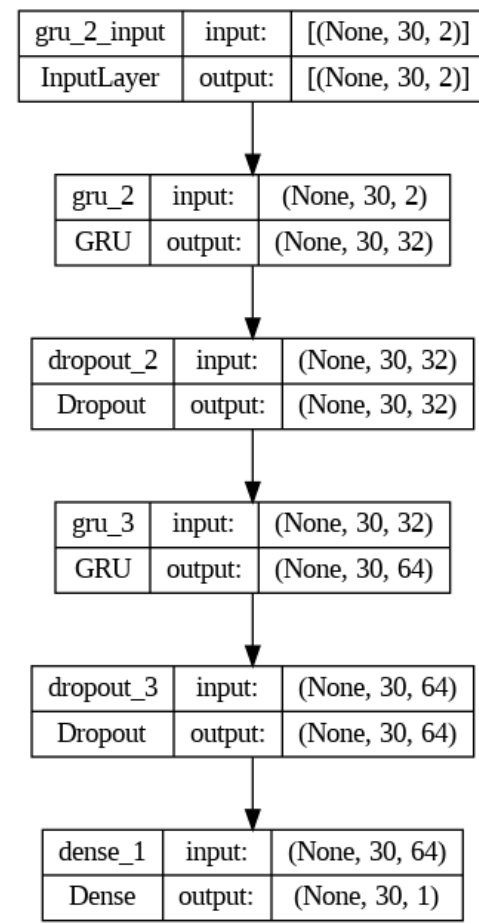 gru_2_input input: [(None, 30, 2)]
InputLayer output: [(None, 30, 2)]
gru_2 input: (None, 30, 2)
GRU output: (None, 30, 32)
dropout_2 input: (None, 30, 32)
Dropout output: (None, 30, 32)
gru_3 input: (None, 30, 32)
GRU output: (None, 30, 64)
dropout_3 input: (None, 30, 64)
Dropout output: (None, 30, 64)
dense_1 input: (None, 30, 64)
Dense output: (None, 30, 1)